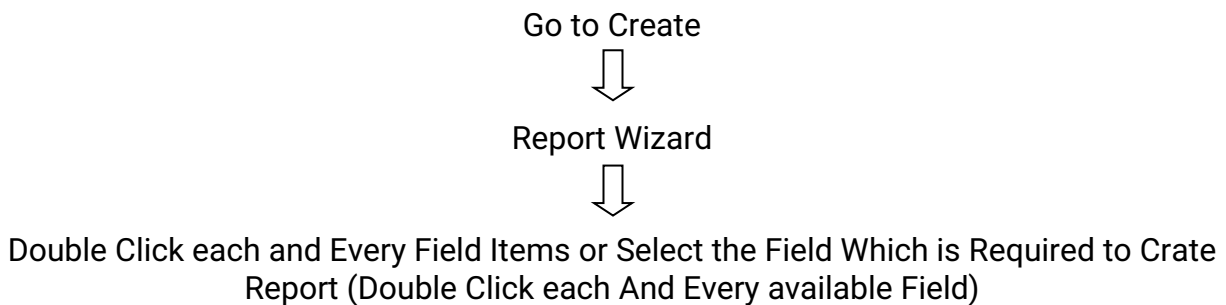 Go to Create
Report Wizard
Double Click each and Every Field Items or Select the Field Which is Required to Crate
Report (Double Click each And Every available Field)